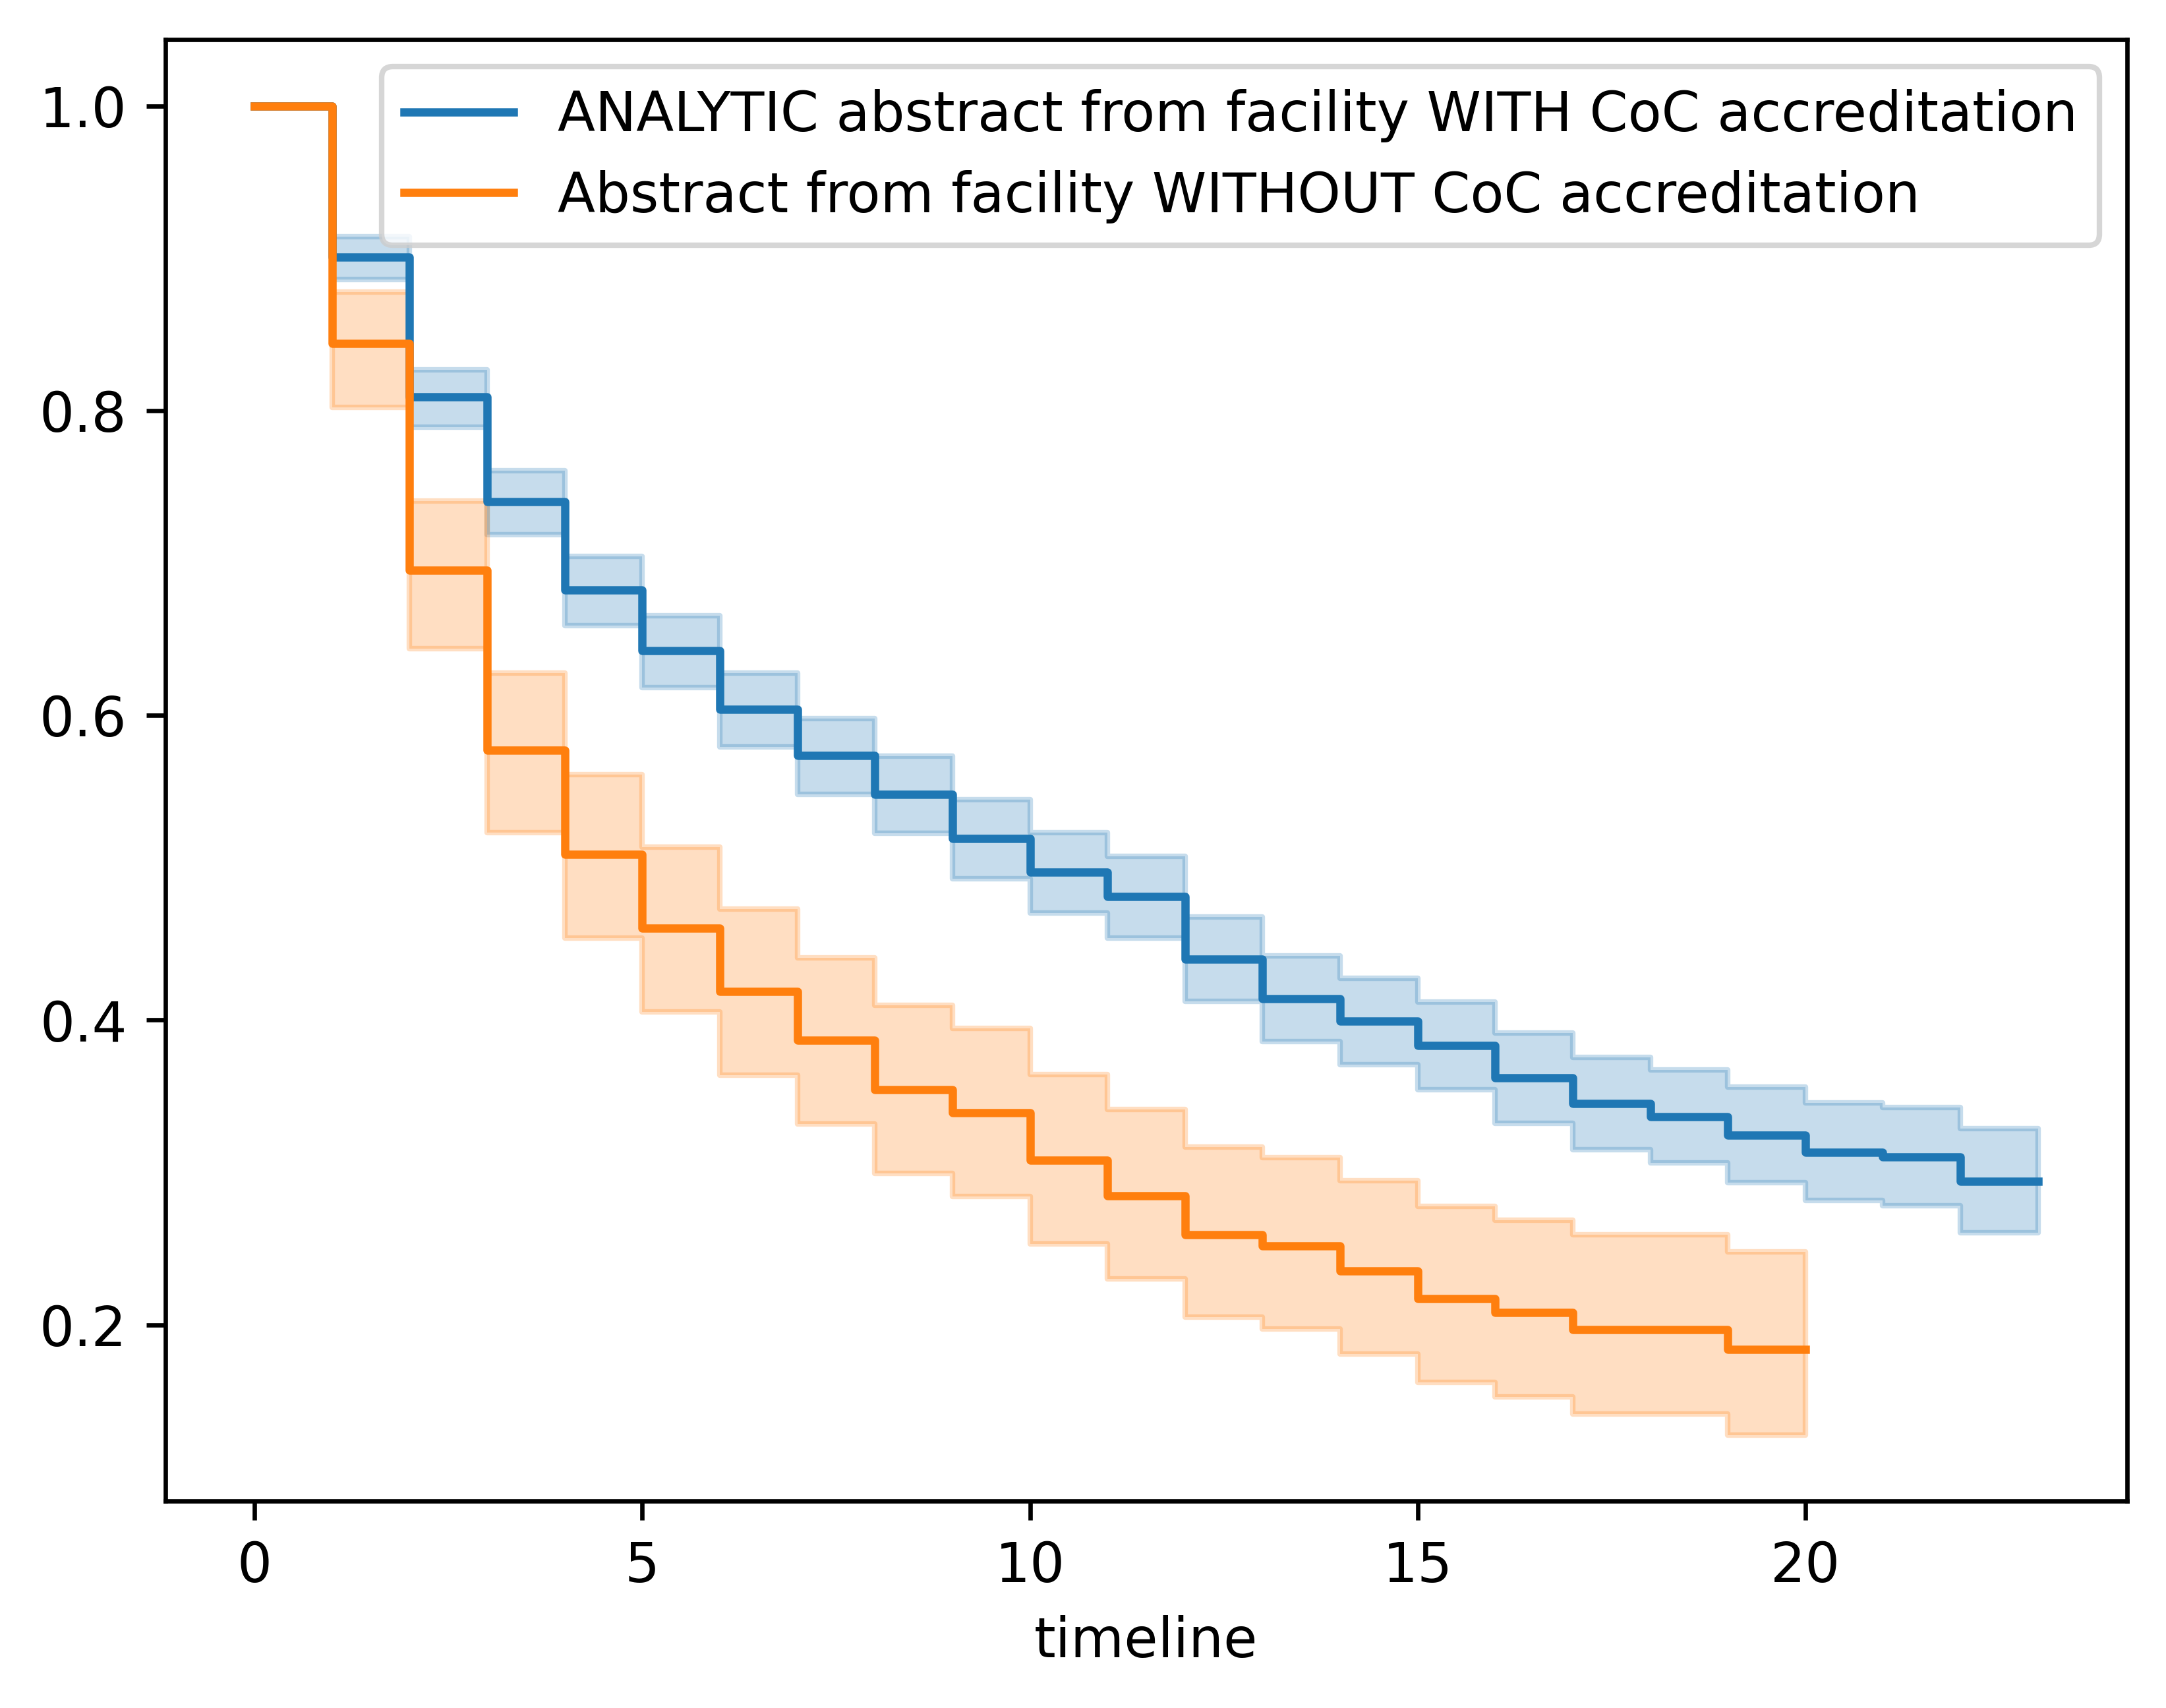 ANALYTIC abstract from facility WITH CoC accreditation
Abstract from facility WITHOUT CoC accreditation
1.0
0.8
0.6
0.4
0.2
0 5 10 15 20
timeline